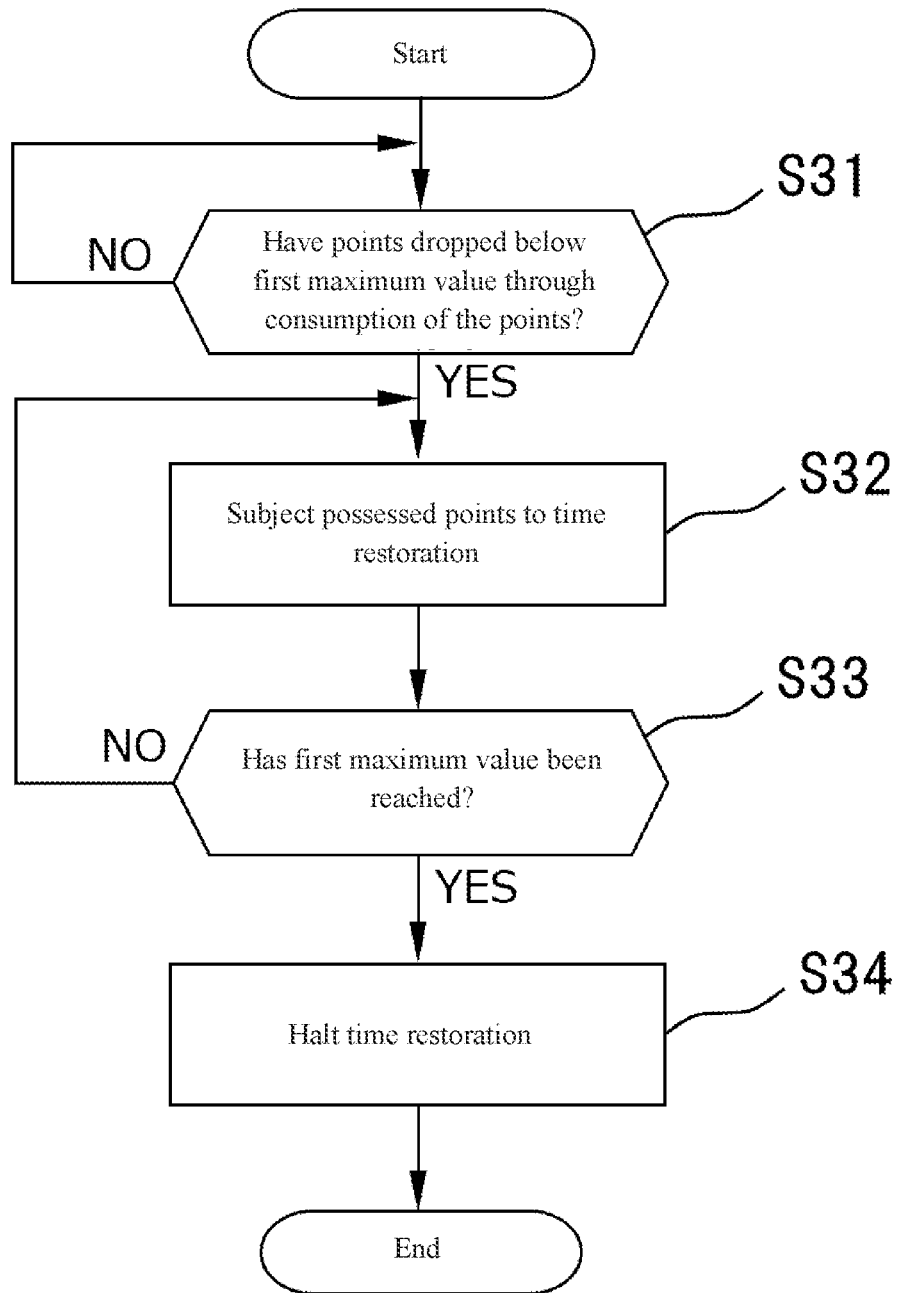 Start
S31
Have points dropped below
first maximum value through
consumption of the points?
NO
YES
S32
Subject possessed points to time
restoration
S33
Has first maximum value been
reached?
NO
YES
S34
Halt time restoration
End